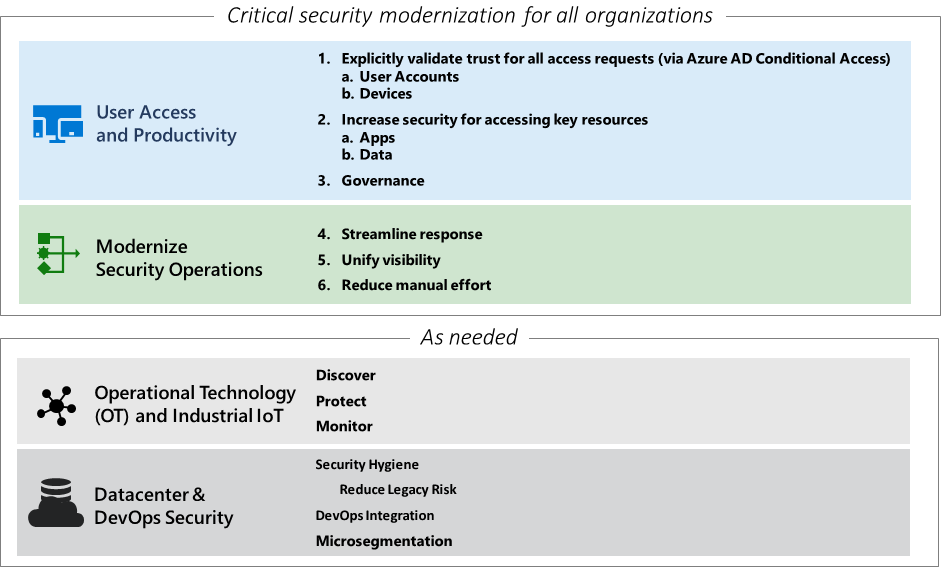 Critical security modernization for all organizations
User Access
and Productivity
1. Explicitly validate trust for all access requests (via Azure AD Conditional Access)
a. User Accounts
b. Devices
2. Increase security for accessing key resources
a. Apps
b. Data
3. Governance
Modernize
Security Operations
4. Streamline response
5. Unify visibility
6. Reduce manual effort
As needed
Operational Technology
(OT) and Industrial IoT
Discover
Protect
Monitor
Datacenter &
DevOps Security
Security Hygiene
Reduce Legacy Risk
DevOps Integration
Microsegmentation